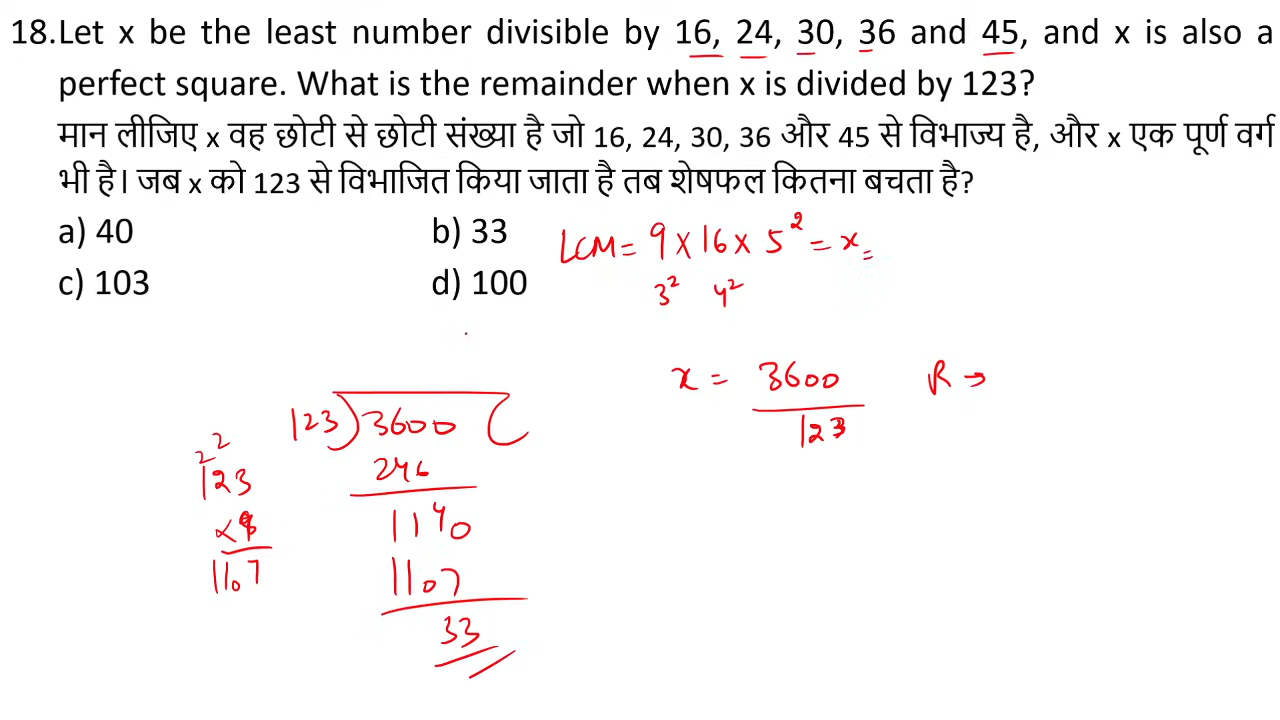 18.Let x be the least number divisible by 16, 24, 30, 36 and 45, and x is also a
perfect square. What is the remainder when x is divided by 123?
मान लीजिए x वह छोटी से छोटी संख्या है जो 16, 24, 30, 36 और 45 से विभाज्य है, और x एक पूर्ण वर्ग
भी है। जब x को 123 से विभाजित किया जाता है तब शेषफल कितना बचता है?
a) 40 b) 33
c) 103 d) 100
LCM = 9 × 16 × 5² = x =
3² 4²
x = 3600 R →
123
123 ) 3600 (
246
1140
1107
33
2 2
123
×9
1107